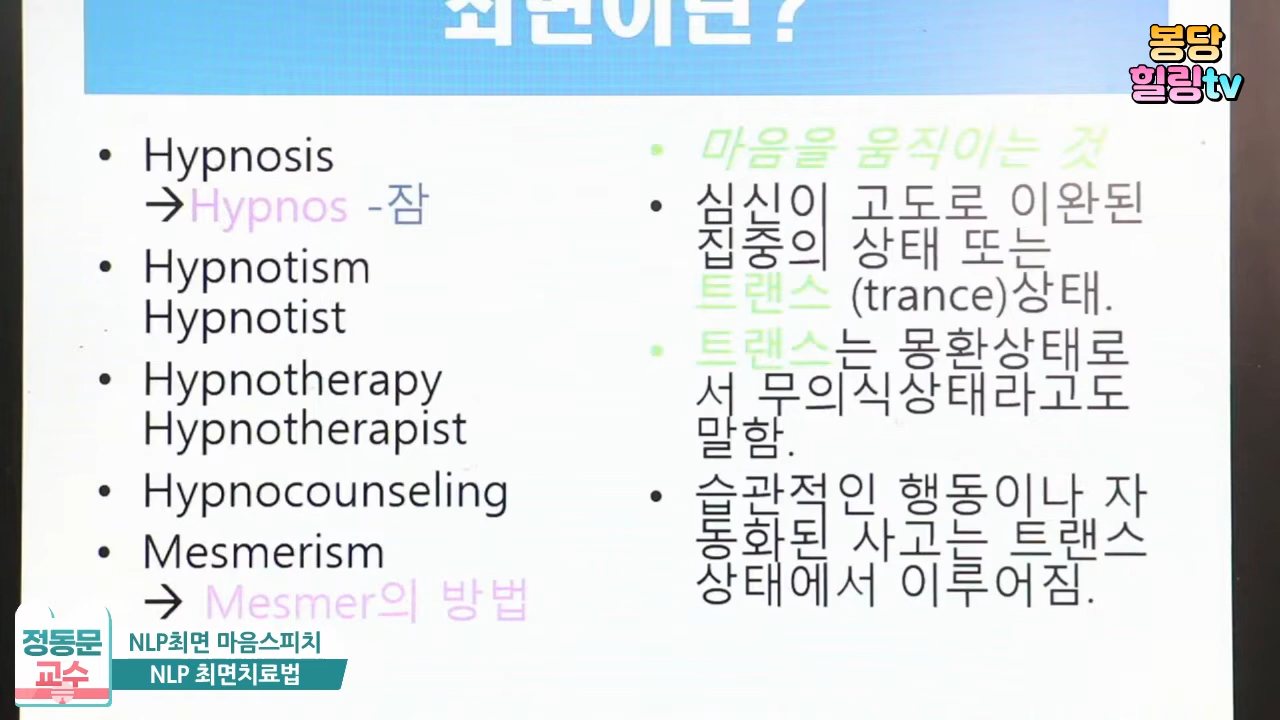 최면이란?
봉당
힐링tv
• Hypnosis
→Hypnos -잠
• Hypnotism
Hypnotist
• Hypnotherapy
Hypnotherapist
• Hypnocounseling
• Mesmerism
→ Mesmer의 방법
• 마음을 움직이는 것
• 심신이 고도로 이완된
집중의 상태 또는
트랜스 (trance)상태.
• 트랜스는 몽환상태로
서 무의식상태라고도
말함.
• 습관적인 행동이나 자
동화된 사고는 트랜스
상태에서 이루어짐.
정동문
교수
NLP최면 마음스피치
NLP 최면치료법